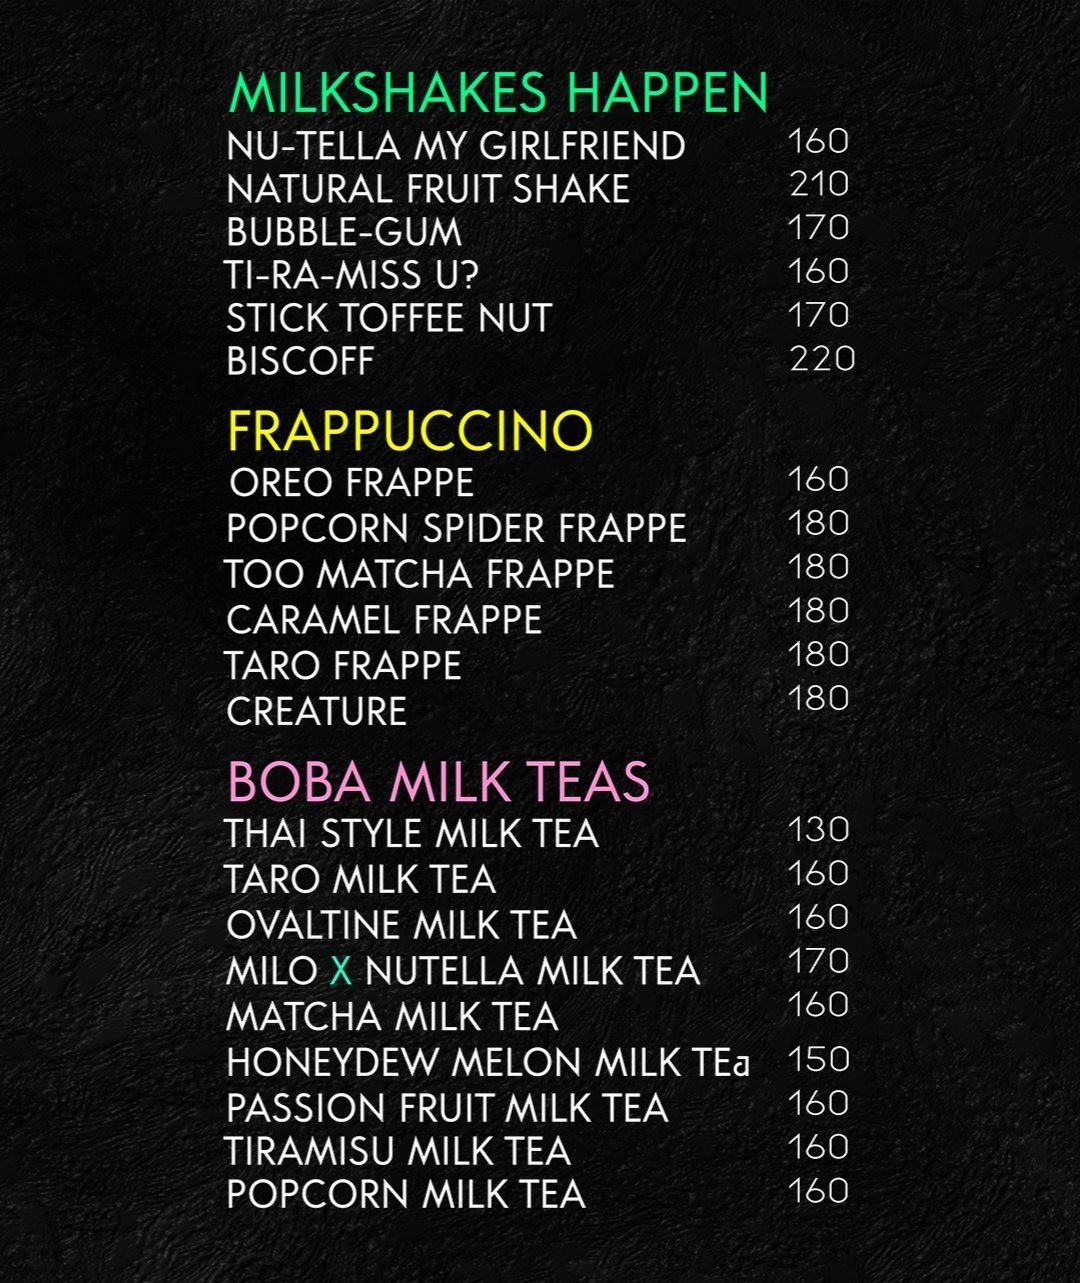 MILKSHAKES HAPPEN
NU-TELLA MY GIRLFRIEND 160
NATURAL FRUIT SHAKE 210
BUBBLE-GUM 170
TI-RA-MISS U? 160
STICK TOFFEE NUT 170
BISCOFF 220
FRAPPUCCINO
OREO FRAPPE 160
POPCORN SPIDER FRAPPE 180
TOO MATCHA FRAPPE 180
CARAMEL FRAPPE 180
TARO FRAPPE 180
CREATURE 180
BOBA MILK TEAS
THAI STYLE MILK TEA 130
TARO MILK TEA 160
OVALTINE MILK TEA 160
MILO X NUTELLA MILK TEA 170
MATCHA MILK TEA 160
HONEYDEW MELON MILK TEa 150
PASSION FRUIT MILK TEA 160
TIRAMISU MILK TEA 160
POPCORN MILK TEA 160